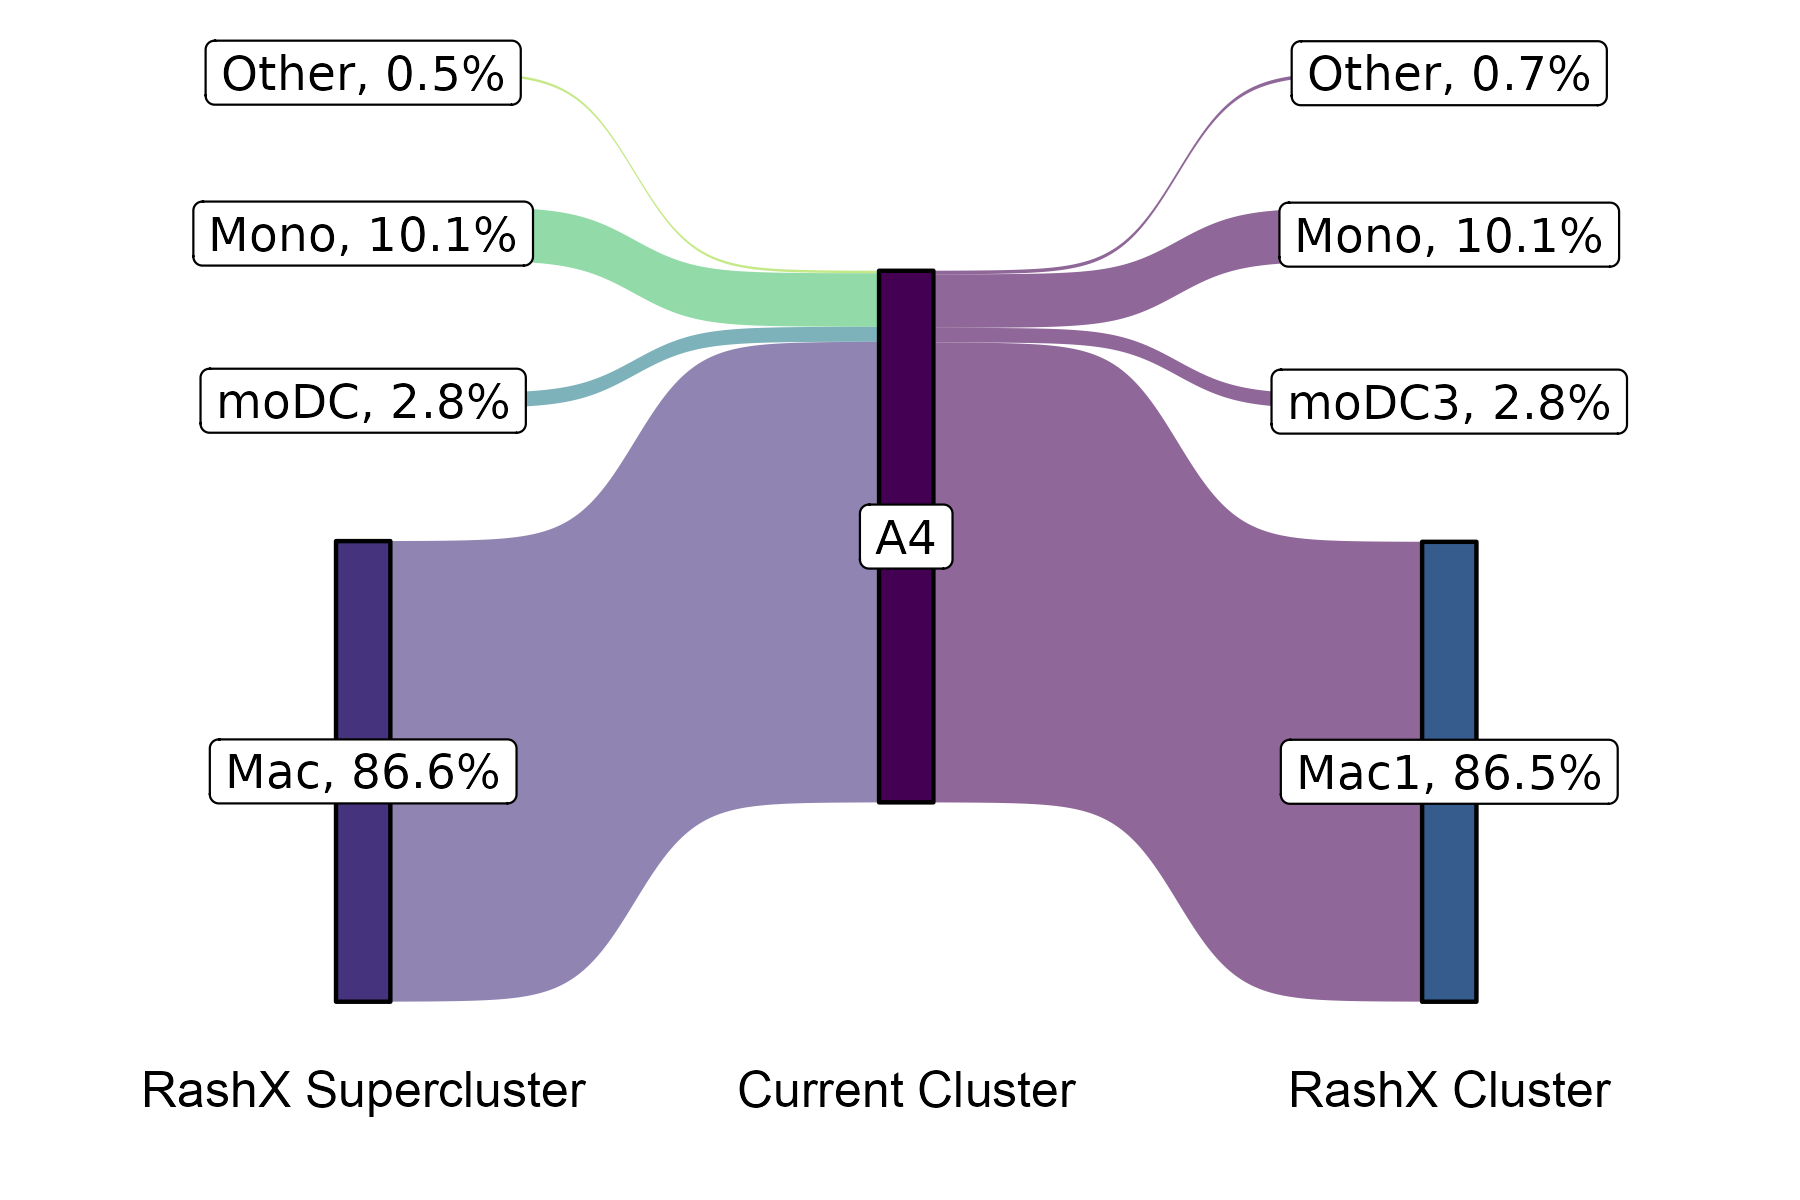 Other, 0.5%
Other, 0.7%
Mono, 10.1%
Mono, 10.1%
moDC, 2.8%
moDC3, 2.8%
A4
Mac, 86.6%
Mac1, 86.5%
RashX Supercluster
Current Cluster
RashX Cluster